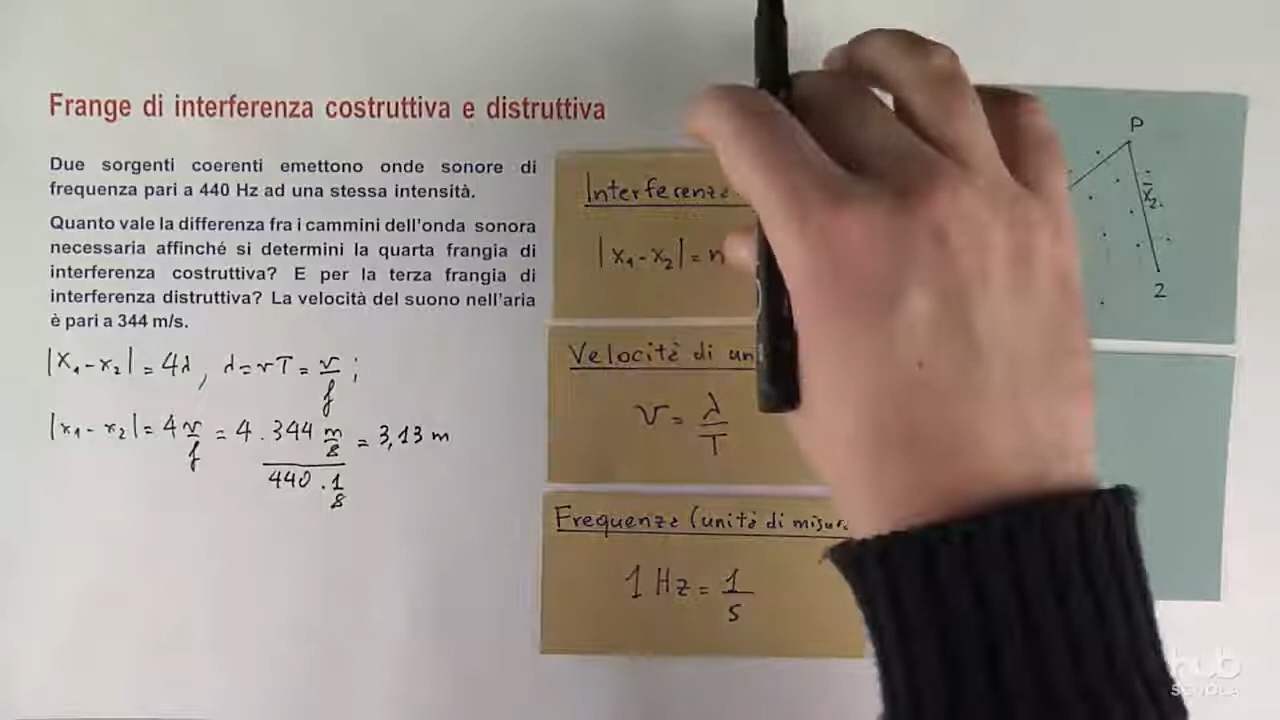 Frange di interferenza costruttiva e distruttiva
Due sorgenti coerenti emettono onde sonore di
frequenza pari a 440 Hz ad una stessa intensità.
Quanto vale la differenza fra i cammini dell'onda sonora
necessaria affinché si determini la quarta frangia di
interferenza costruttiva? E per la terza frangia di
interferenza distruttiva? La velocità del suono nell'aria
è pari a 344 m/s.
|x₁-x₂| = 4λ, λ = vT = v/f ;
|x₁-x₂| = 4 v/f = 4 · 344 m/s / 440 · 1/s = 3,13 m
Interferenza
|x₁-x₂| = n
Velocità di un
v = λ/T
Frequenza (unità di misur
1 Hz = 1/s
P
x₂
2
hub
SCUOLA